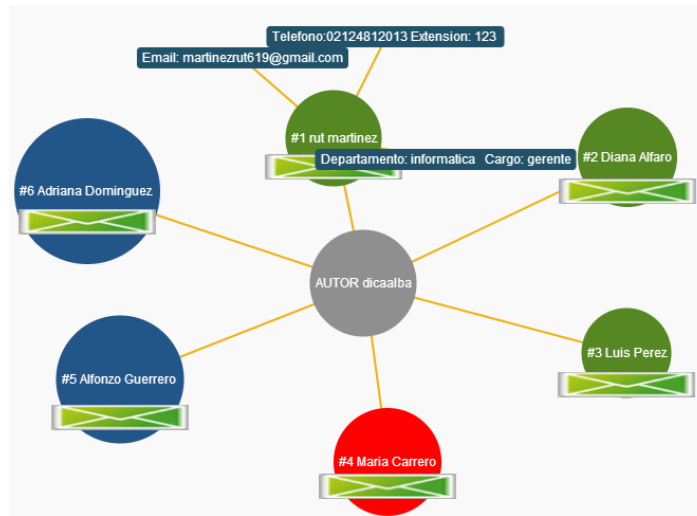 Telefono:02124812013 Extension: 123
Email: martinezrut619@gmail.com
#1 rut martinez
Departamento: informatica   Cargo: gerente
#2 Diana Alfaro
#6 Adriana Dominguez
AUTOR dicaalba
#3 Luis Perez
#5 Alfonzo Guerrero
#4 Maria Carrero